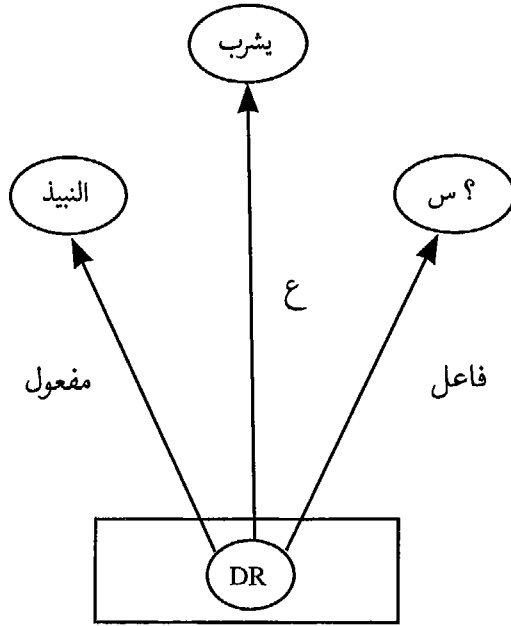 يشرب
؟ س
النبيذ
ع
فاعل
مفعول
DR